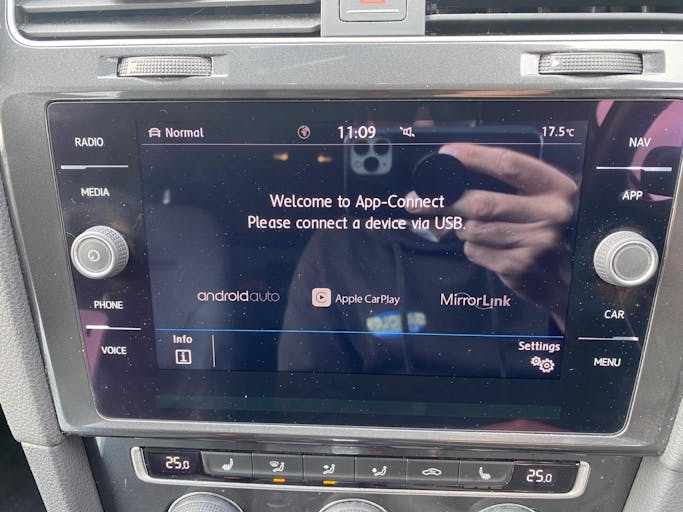 Normal 11:09 17.5°C
RADIO
MEDIA
PHONE
VOICE
Welcome to App-Connect
Please connect a device via USB.
androidauto Apple CarPlay MirrorLink
Info Settings
NAV
APP
CAR
MENU
25.0 25.0